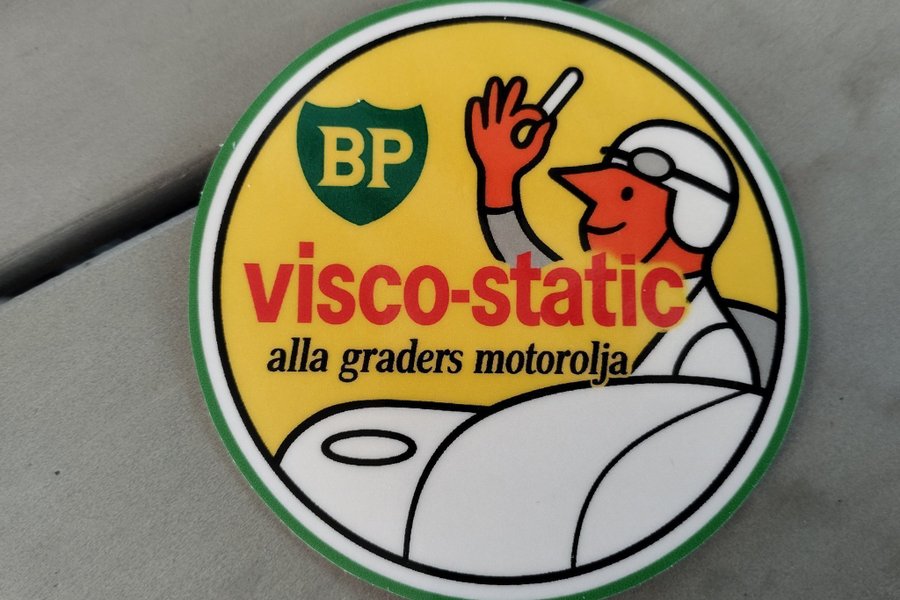 BP
visco-static
alla graders motorolja